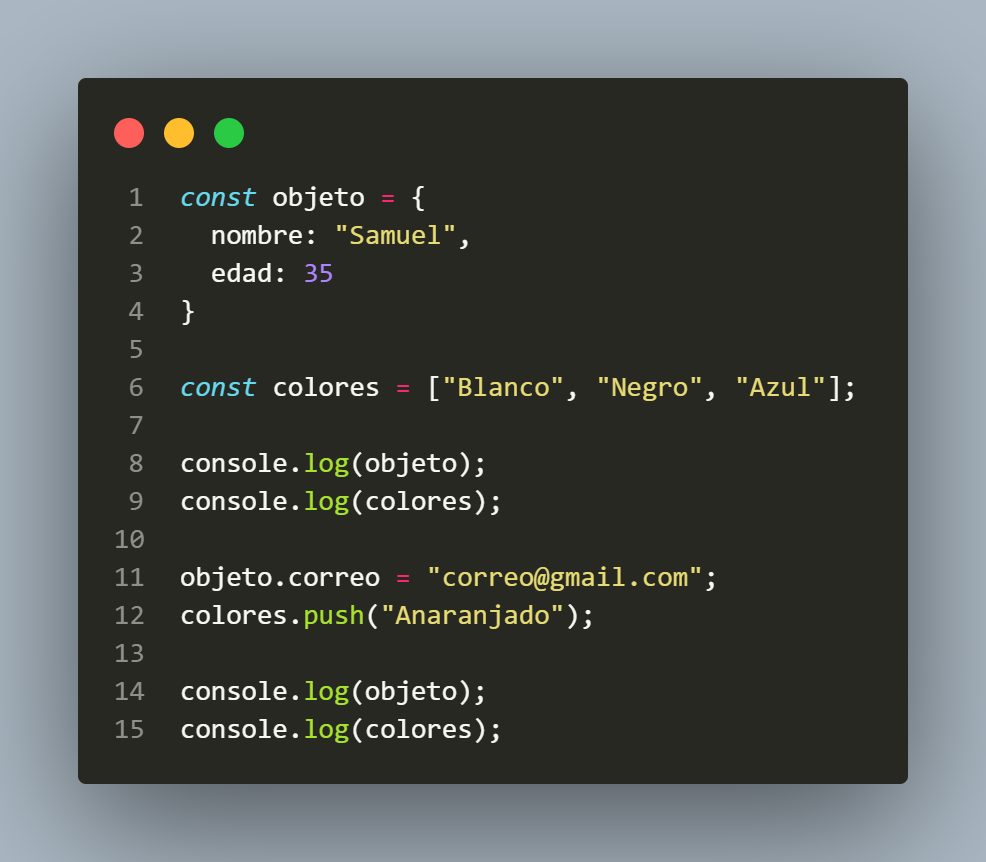 1 const objeto = {
2   nombre: "Samuel",
3   edad: 35
4 }
5
6 const colores = ["Blanco", "Negro", "Azul"];
7
8 console.log(objeto);
9 console.log(colores);
10
11 objeto.correo = "correo@gmail.com";
12 colores.push("Anaranjado");
13
14 console.log(objeto);
15 console.log(colores);